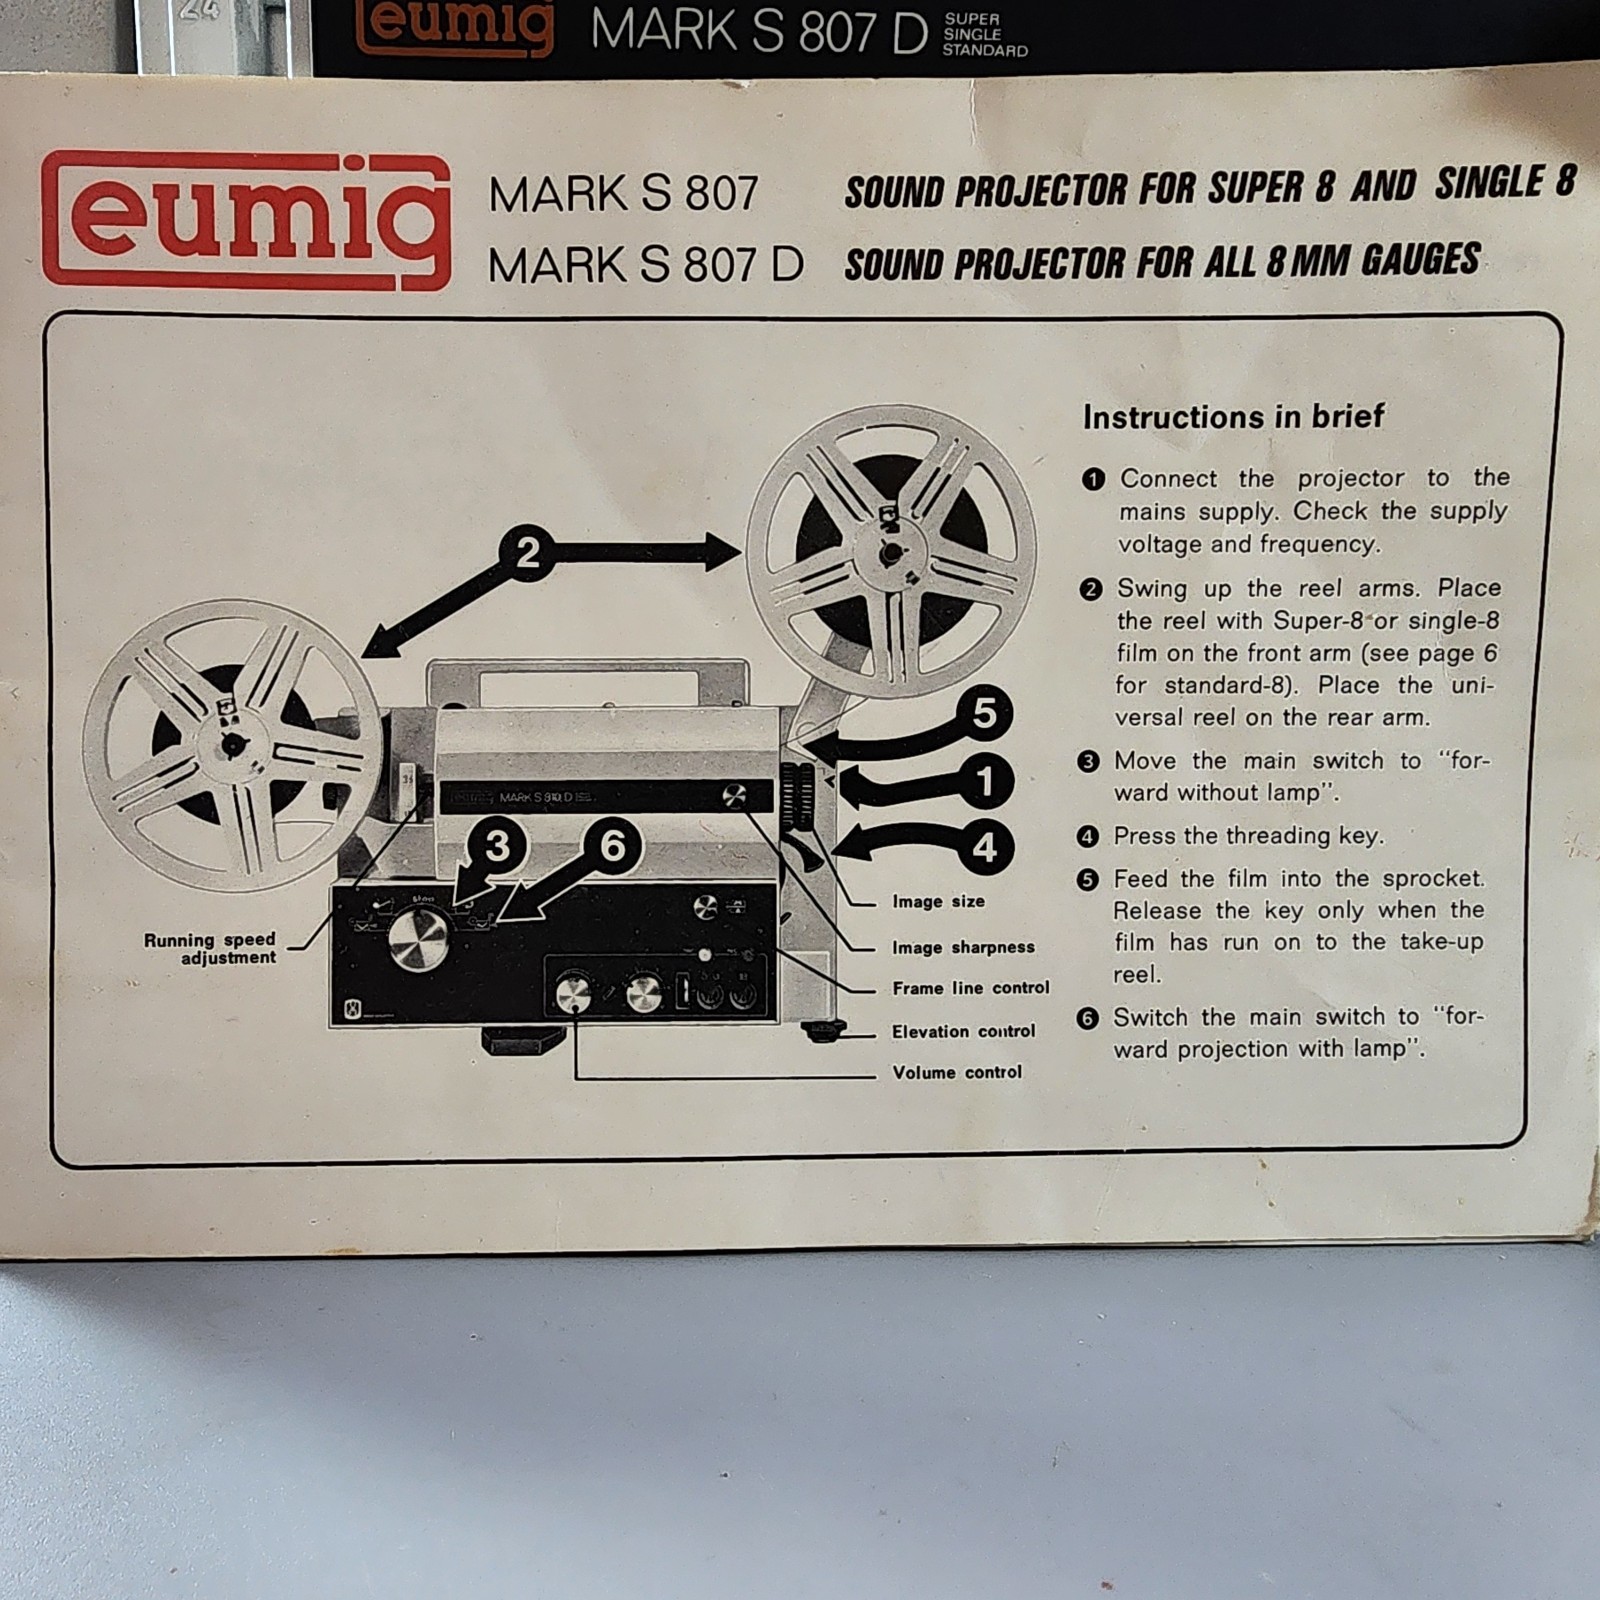 24
eumig MARK S 807 D SUPER
SINGLE
STANDARD
eumig
MARK S 807 SOUND PROJECTOR FOR SUPER 8 AND SINGLE 8
MARK S 807 D SOUND PROJECTOR FOR ALL 8 MM GAUGES
Instructions in brief
1 Connect the projector to the
mains supply. Check the supply
voltage and frequency.
2 Swing up the reel arms. Place
the reel with Super-8 or single-8
film on the front arm (see page 6
for standard-8). Place the uni-
versal reel on the rear arm.
3 Move the main switch to "for-
ward without lamp".
4 Press the threading key.
5 Feed the film into the sprocket.
Release the key only when the
film has run on to the take-up
reel.
6 Switch the main switch to "for-
ward projection with lamp".
2
5
1
4
3
6
eumig MARK S 810 D
Stop
Running speed
adjustment
Image size
Image sharpness
Frame line control
Elevation control
Volume control